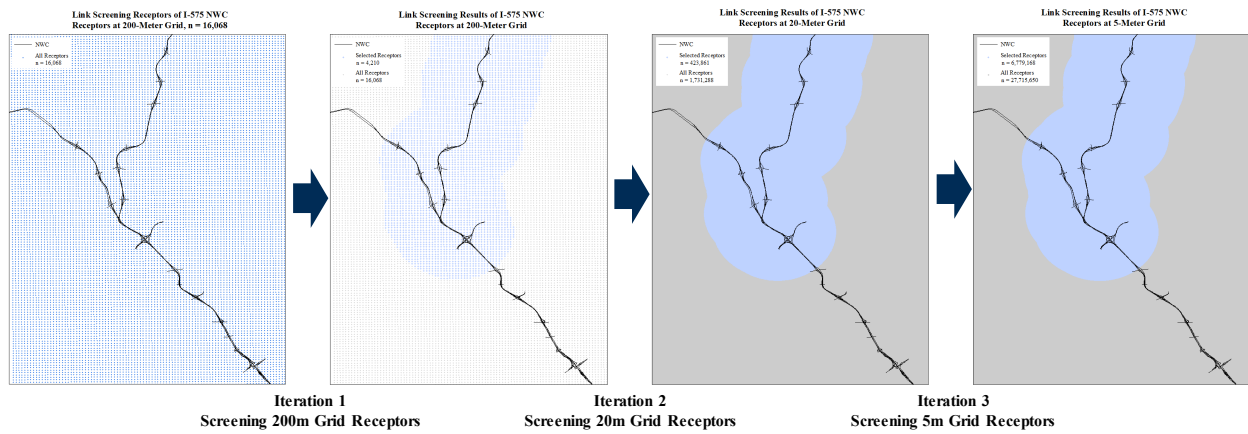 Link Screening Receptors of I-575 NWC
Receptors at 200-Meter Grid, n = 16,068
NWC
All Receptors
n = 16,068
Link Screening Results of I-575 NWC
Receptors at 200-Meter Grid
NWC
Selected Receptors
n = 4,210
All Receptors
n = 16,068
Link Screening Results of I-575 NWC
Receptors at 20-Meter Grid
NWC
Selected Receptors
n = 423,861
All Receptors
n = 1,731,288
Link Screening Results of I-575 NWC
Receptors at 5-Meter Grid
NWC
Selected Receptors
n = 6,779,168
All Receptors
n = 27,715,650
Iteration 1
Screening 200m Grid Receptors
Iteration 2
Screening 20m Grid Receptors
Iteration 3
Screening 5m Grid Receptors